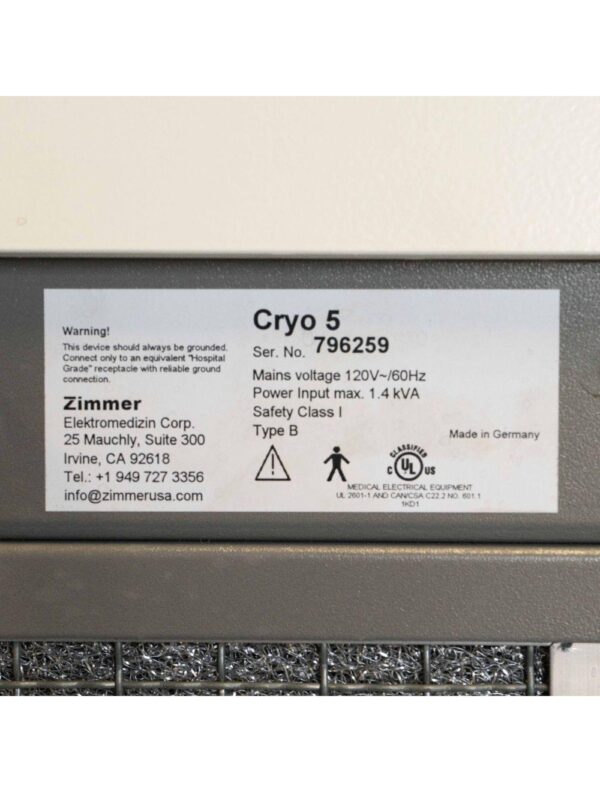 Warning!
This device should always be grounded.
Connect only to an equivalent "Hospital
Grade" receptacle with reliable ground
connection.
Zimmer
Elektromedizin Corp.
25 Mauchly, Suite 300
Irvine, CA 92618
Tel.: +1 949 727 3356
info@zimmerusa.com
Cryo 5
Ser. No. 796259
Mains voltage 120V~/60Hz
Power Input max. 1.4 kVA
Safety Class I
Type B
Made in Germany
CLASSIFIED
C UL US
MEDICAL ELECTRICAL EQUIPMENT
UL 2601-1 AND CAN/CSA C22.2 NO. 601.1
1KD1